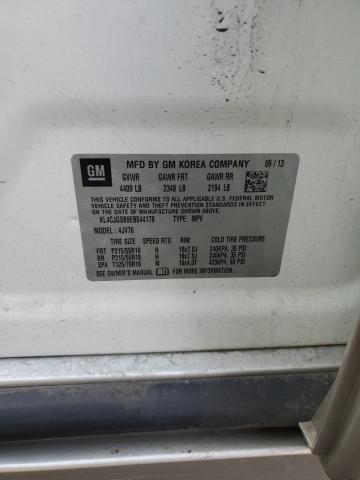 GM
MFD BY GM KOREA COMPANY 09/13
GVWR GAWR FRT GAWR RR
4409 LB 2348 LB 2194 LB
THIS VEHICLE CONFORMS TO ALL APPLICABLE U.S. FEDERAL MOTOR
VEHICLE SAFETY, BUMPER, AND THEFT PREVENTION STANDARDS IN
EFFECT ON THE DATE OF MANUFACTURE SHOWN ABOVE.
KL4CJGSB6EB544178 TYPE: MPV
MODEL: 4JV76
TIRE SIZE SPEED RTG RIM COLD TIRE PRESSURE
FRT P215/55R18 H 18x7.0J 240KPA, 35 PSI
RR P215/55R18 H 18x7.0J 240KPA, 35 PSI
SPA T125/70R16 M 16x4.0T 420KPA, 60 PSI
SEE OWNER'S MANUAL FOR ADDITIONAL INFORMATION.